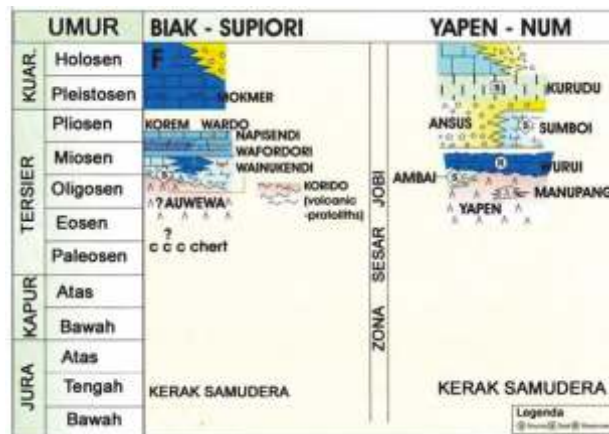 UMUR BIAK - SUPIORI YAPEN - NUM
KUAR.
Holosen
Pleistosen
TERSIER
Pliosen
Miosen
Oligosen
Eosen
Paleosen
KAPUR
Atas
Bawah
JURA
Atas
Tengah
Bawah
F
MOKMER
KOREM WARDO
NAPISENDI
WAFORDORI
WAINUKENDI
S
KORIDO
(volcanic
-protoliths)
? AUWEWA
?
c c c chert
KERAK SAMUDERA
ZONA SESAR JOBI
S KURUDU
ANSUS
S SUMBOI
R WURUI
AMBAI S
MANUPANG
YAPEN
KERAK SAMUDERA
Legenda